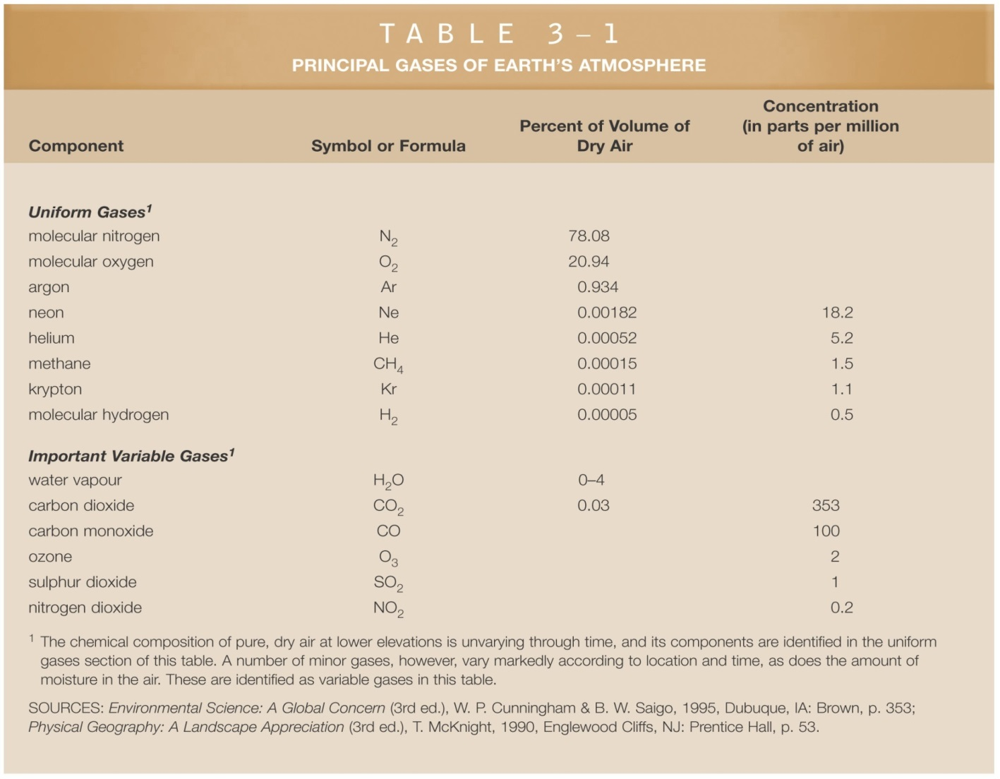 TABLE 3–1
PRINCIPAL GASES OF EARTH'S ATMOSPHERE
Component Symbol or Formula Percent of Volume of Dry Air Concentration (in parts per million of air)
Uniform Gases¹
molecular nitrogen N₂ 78.08
molecular oxygen O₂ 20.94
argon Ar 0.934
neon Ne 0.00182 18.2
helium He 0.00052 5.2
methane CH₄ 0.00015 1.5
krypton Kr 0.00011 1.1
molecular hydrogen H₂ 0.00005 0.5
Important Variable Gases¹
water vapour H₂O 0–4
carbon dioxide CO₂ 0.03 353
carbon monoxide CO 100
ozone O₃ 2
sulphur dioxide SO₂ 1
nitrogen dioxide NO₂ 0.2
¹ The chemical composition of pure, dry air at lower elevations is unvarying through time, and its components are identified in the uniform
gases section of this table. A number of minor gases, however, vary markedly according to location and time, as does the amount of
moisture in the air. These are identified as variable gases in this table.
SOURCES: Environmental Science: A Global Concern (3rd ed.), W. P. Cunningham & B. W. Saigo, 1995, Dubuque, IA: Brown, p. 353;
Physical Geography: A Landscape Appreciation (3rd ed.), T. McKnight, 1990, Englewood Cliffs, NJ: Prentice Hall, p. 53.